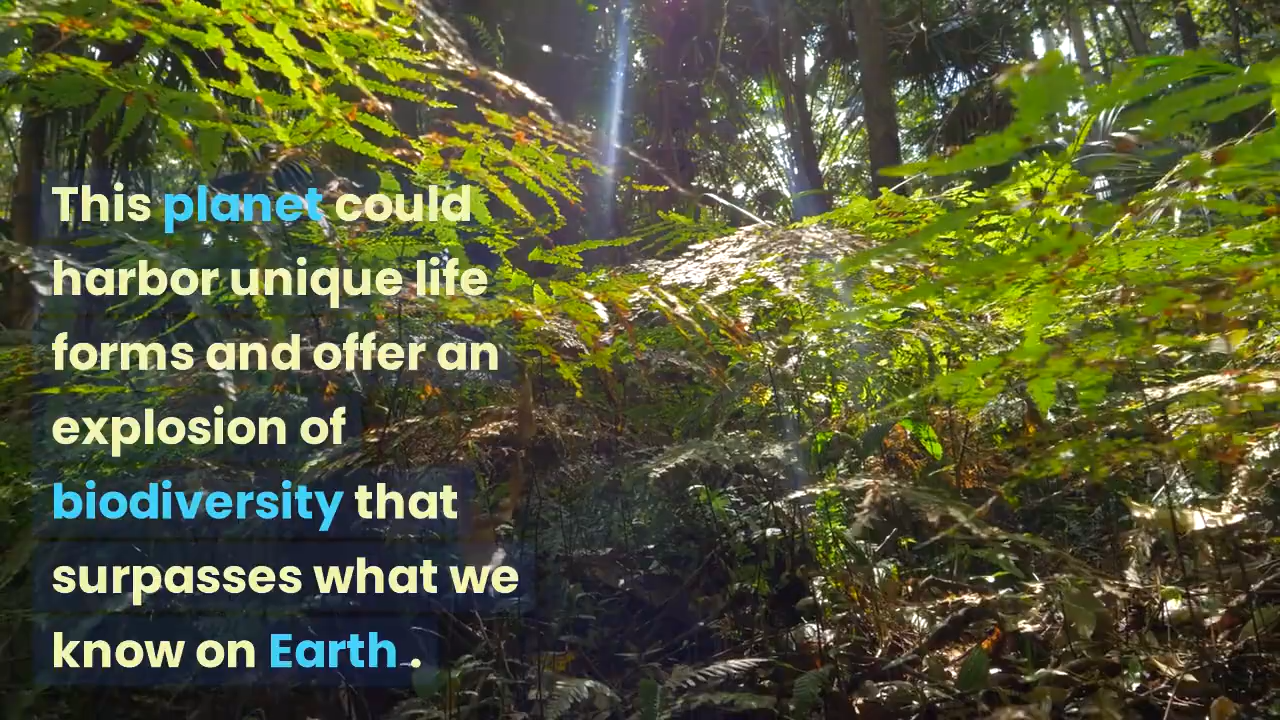 This planet could
harbor unique life
forms and offer an
explosion of
biodiversity that
surpasses what we
know on Earth .